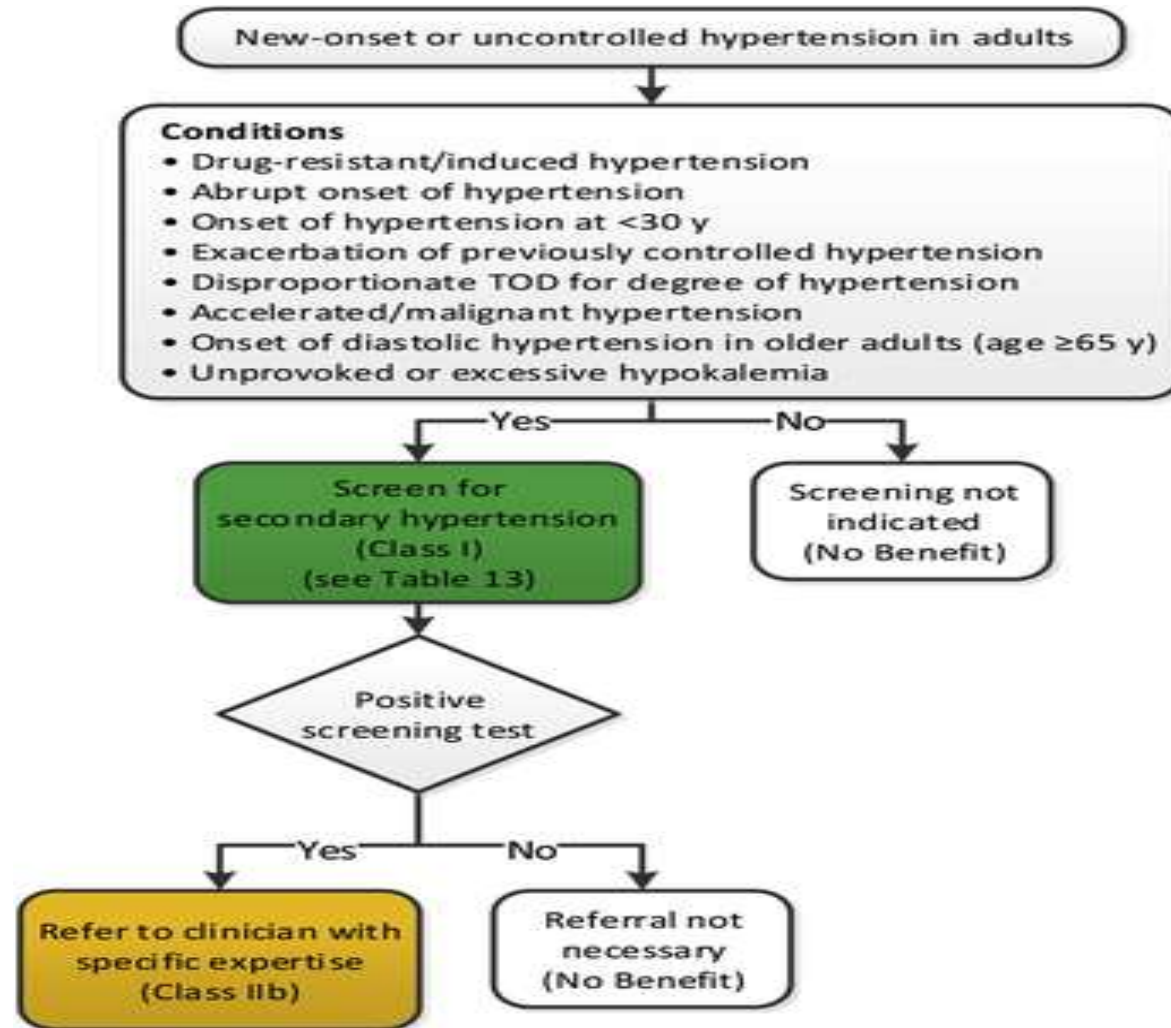 New-onset or uncontrolled hypertension in adults
Conditions
• Drug-resistant/induced hypertension
• Abrupt onset of hypertension
• Onset of hypertension at <30 y
• Exacerbation of previously controlled hypertension
• Disproportionate TOD for degree of hypertension
• Accelerated/malignant hypertension
• Onset of diastolic hypertension in older adults (age ≥65 y)
• Unprovoked or excessive hypokalemia
Yes
No
Screen for
secondary hypertension
(Class I)
(see Table 13)
Screening not
indicated
(No Benefit)
Positive
screening test
Yes
No
Refer to clinician with
specific expertise
(Class IIb)
Referral not
necessary
(No Benefit)